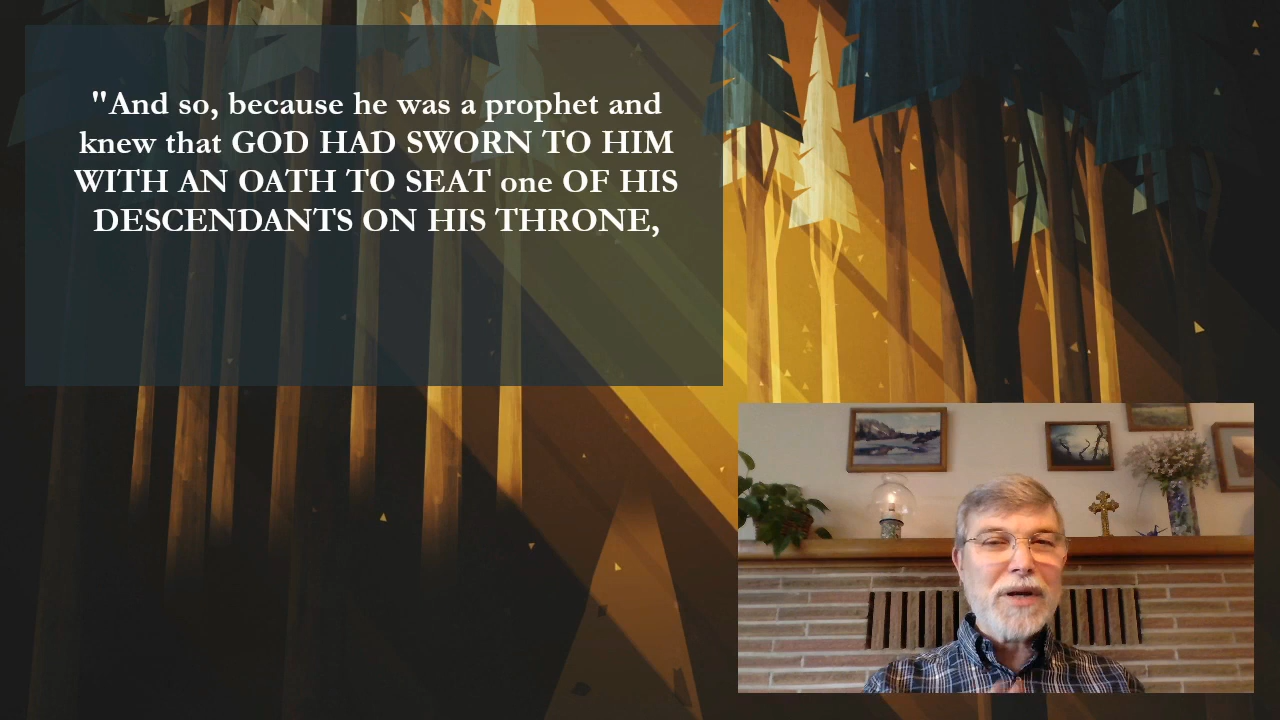 "And so, because he was a prophet and
knew that GOD HAD SWORN TO HIM
WITH AN OATH TO SEAT one OF HIS
DESCENDANTS ON HIS THRONE,